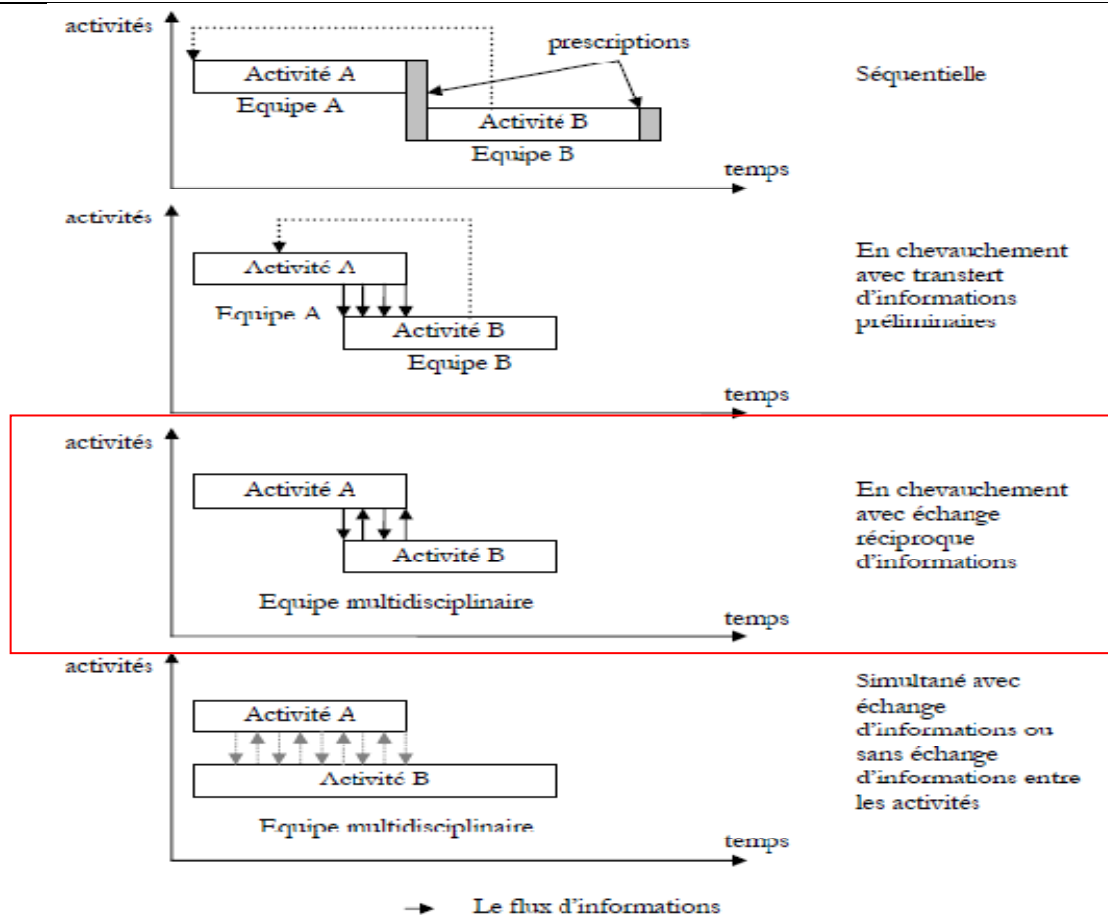 activités
prescriptions
Activité A
Séquentielle
Equipe A
Activité B
Equipe B
temps
activités
En chevauchement
avec transfert
d'informations
préliminaires
Activité A
Equipe A
Activité B
Equipe B
temps
activités
Activité A
En chevauchement
avec échange
réciproque
d'informations
Activité B
Equipe multidisciplinaire
temps
activités
Simultané avec
échange
d'informations ou
sans échange
d'informations entre
les activités
Activité A
Activité B
Equipe multidisciplinaire
temps
Le flux d'informations